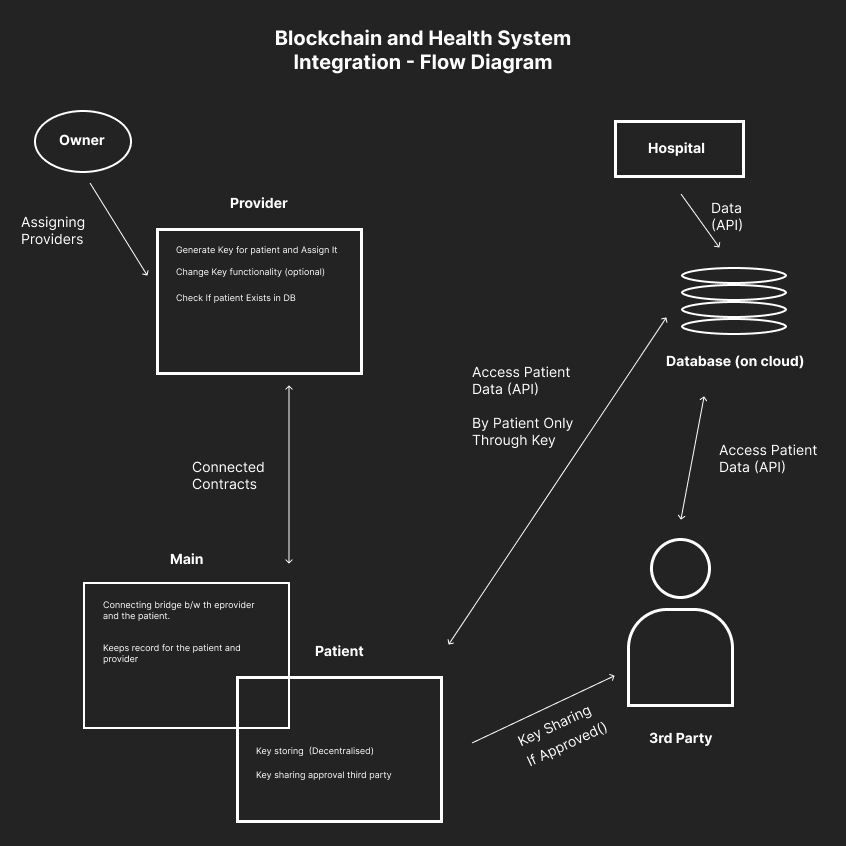 Blockchain and Health System
Integration - Flow Diagram
Owner
Hospital
Assigning
Providers
Provider
Data
(API)
Generate Key for patient and Assign It
Change Key functionality (optional)
Check If patient Exists in DB
Database (on cloud)
Access Patient
Data (API)
By Patient Only
Through Key
Access Patient
Data (API)
Connected
Contracts
Main
Connecting bridge b/w th eprovider
and the patient.
Keeps record for the patient and
provider
Patient
Key storing  (Decentralised)
Key sharing approval third party
Key Sharing
If Approved()
3rd Party